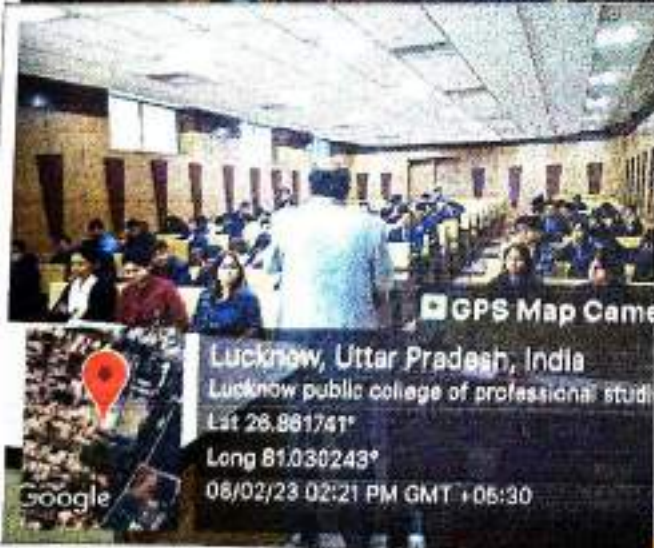 GPS Map Came
Lucknow, Uttar Pradesh, India
Lucknow public college of professional studi
Lat 26.861741°
Long 81.030243°
08/02/23 02:21 PM GMT +05:30
Google